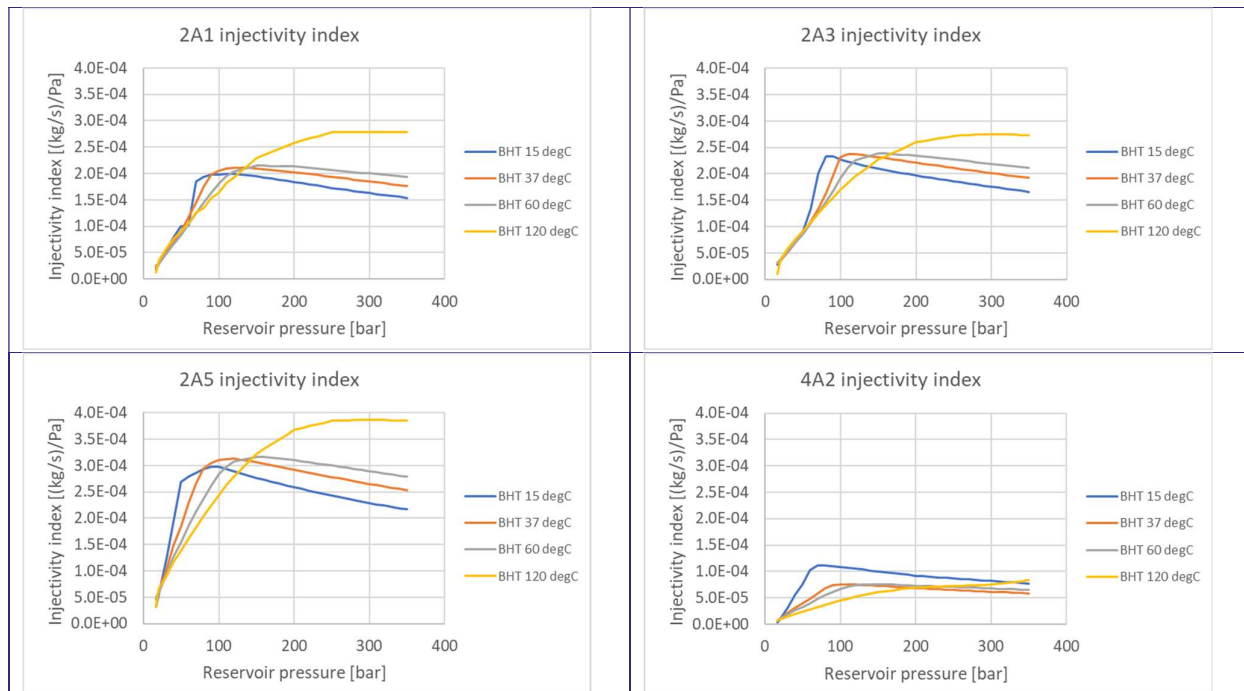 2A1 injectivity index
Injectivity index [(kg/s)/Pa]
4.0E-04
3.5E-04
3.0E-04
2.5E-04
2.0E-04
1.5E-04
1.0E-04
5.0E-05
0.0E+00
0 100 200 300 400
Reservoir pressure [bar]
BHT 15 degC
BHT 37 degC
BHT 60 degC
BHT 120 degC
2A3 injectivity index
Injectivity index [(kg/s)/Pa]
4.0E-04
3.5E-04
3.0E-04
2.5E-04
2.0E-04
1.5E-04
1.0E-04
5.0E-05
0.0E+00
0 100 200 300 400
Reservoir pressure [bar]
BHT 15 degC
BHT 37 degC
BHT 60 degC
BHT 120 degC
2A5 injectivity index
Injectivity index [(kg/s)/Pa]
4.0E-04
3.5E-04
3.0E-04
2.5E-04
2.0E-04
1.5E-04
1.0E-04
5.0E-05
0.0E+00
0 100 200 300 400
Reservoir pressure [bar]
BHT 15 degC
BHT 37 degC
BHT 60 degC
BHT 120 degC
4A2 injectivity index
Injectivity index [(kg/s)/Pa]
4.0E-04
3.5E-04
3.0E-04
2.5E-04
2.0E-04
1.5E-04
1.0E-04
5.0E-05
0.0E+00
0 100 200 300 400
Reservoir pressure [bar]
BHT 15 degC
BHT 37 degC
BHT 60 degC
BHT 120 degC